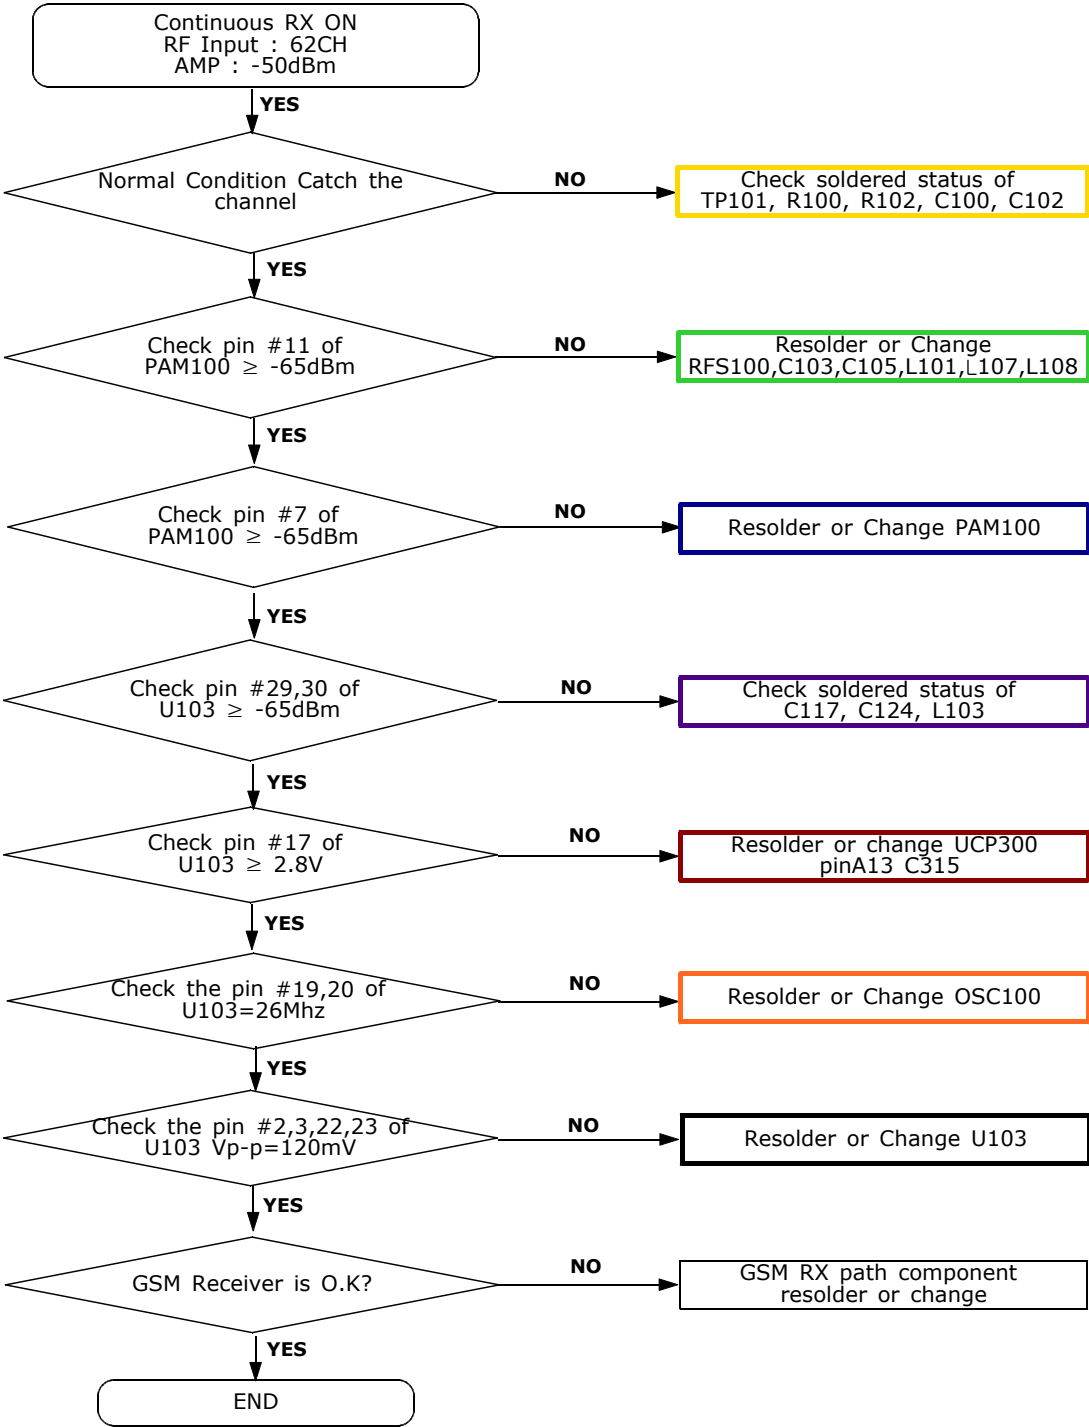 Continuous RX ON
RF Input : 62CH
AMP : -50dBm
YES
Normal Condition Catch the
channel
NO
Check soldered status of
TP101, R100, R102, C100, C102
YES
Check pin #11 of
PAM100 ≥ -65dBm
NO
Resolder or Change
RFS100,C103,C105,L101,L107,L108
YES
Check pin #7 of
PAM100 ≥ -65dBm
NO
Resolder or Change PAM100
YES
Check pin #29,30 of
U103 ≥ -65dBm
NO
Check soldered status of
C117, C124, L103
YES
Check pin #17 of
U103 ≥ 2.8V
NO
Resolder or change UCP300
pinA13 C315
YES
Check the pin #19,20 of
U103=26Mhz
NO
Resolder or Change OSC100
YES
Check the pin #2,3,22,23 of
U103 Vp-p=120mV
NO
Resolder or Change U103
YES
GSM Receiver is O.K?
NO
GSM RX path component
resolder or change
YES
END